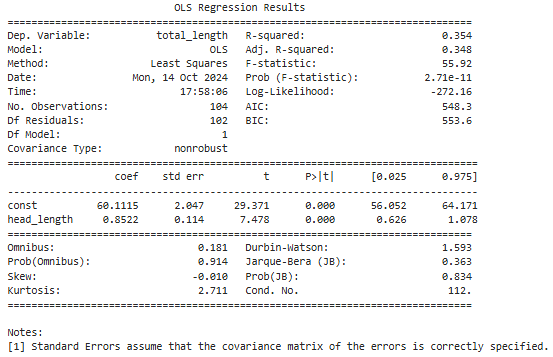 OLS Regression Results
==============================================================================
Dep. Variable: total_length R-squared: 0.354
Model: OLS Adj. R-squared: 0.348
Method: Least Squares F-statistic: 55.92
Date: Mon, 14 Oct 2024 Prob (F-statistic): 2.71e-11
Time: 17:58:06 Log-Likelihood: -272.16
No. Observations: 104 AIC: 548.3
Df Residuals: 102 BIC: 553.6
Df Model: 1
Covariance Type: nonrobust
===============================================================================
coef std err t P>|t| [0.025 0.975]
-------------------------------------------------------------------------------
const 60.1115 2.047 29.371 0.000 56.052 64.171
head_length 0.8522 0.114 7.478 0.000 0.626 1.078
==============================================================================
Omnibus: 0.181 Durbin-Watson: 1.593
Prob(Omnibus): 0.914 Jarque-Bera (JB): 0.363
Skew: -0.010 Prob(JB): 0.834
Kurtosis: 2.711 Cond. No. 112.
==============================================================================
Notes:
[1] Standard Errors assume that the covariance matrix of the errors is correctly specified.